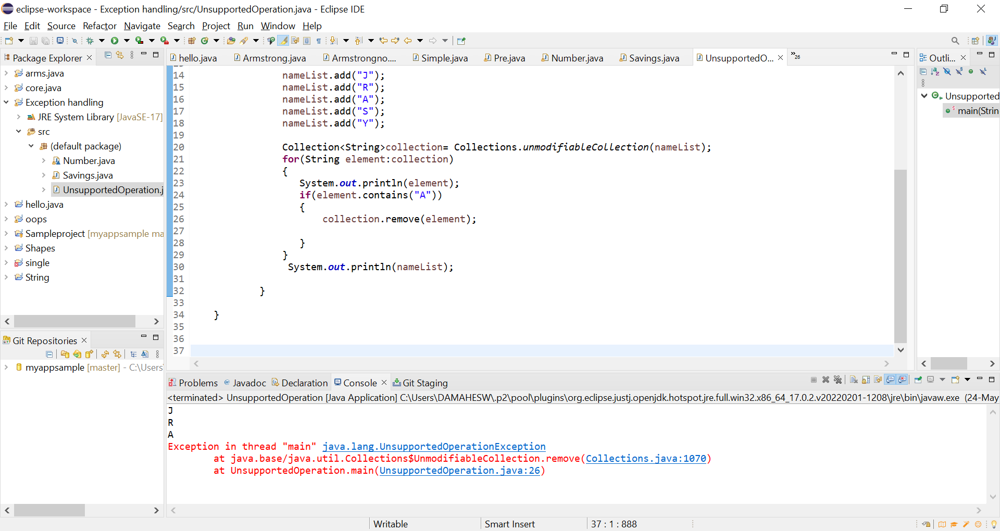 eclipse-workspace - Exception handling/src/UnsupportedOperation.java - Eclipse IDE
File Edit Source Refactor Navigate Search Project Run Window Help
Package Explorer
arms.java
core.java
Exception handling
JRE System Library [JavaSE-17]
src
(default package)
Number.java
Savings.java
UnsupportedOperation.j
hello.java
oops
Sampleproject [myappsample ma
Shapes
single
String
Git Repositories
myappsample [master] - C:\Users
hello.java Armstrong.java Armstrongno.... Simple.java Pre.java Number.java Savings.java UnsupportedO... »26
14 nameList.add("J");
15 nameList.add("R");
16 nameList.add("A");
17 nameList.add("S");
18 nameList.add("Y");
19
20 Collection<String>collection= Collections.unmodifiableCollection(nameList);
21 for(String element:collection)
22 {
23 System.out.println(element);
24 if(element.contains("A"))
25 {
26 collection.remove(element);
27
28 }
29 }
30 System.out.println(nameList);
31
32 }
33
34 }
35
36
37
Outli...
Unsupported
main(Strin
Problems @ Javadoc Declaration Console Git Staging
<terminated> UnsupportedOperation [Java Application] C:\Users\DAMAHESW\.p2\pool\plugins\org.eclipse.justj.openjdk.hotspot.jre.full.win32.x86_64_17.0.2.v20220201-1208\jre\bin\javaw.exe (24-May
J
R
A
Exception in thread "main" java.lang.UnsupportedOperationException
at java.base/java.util.Collections$UnmodifiableCollection.remove(Collections.java:1070)
at UnsupportedOperation.main(UnsupportedOperation.java:26)
Writable Smart Insert 37 : 1 : 888